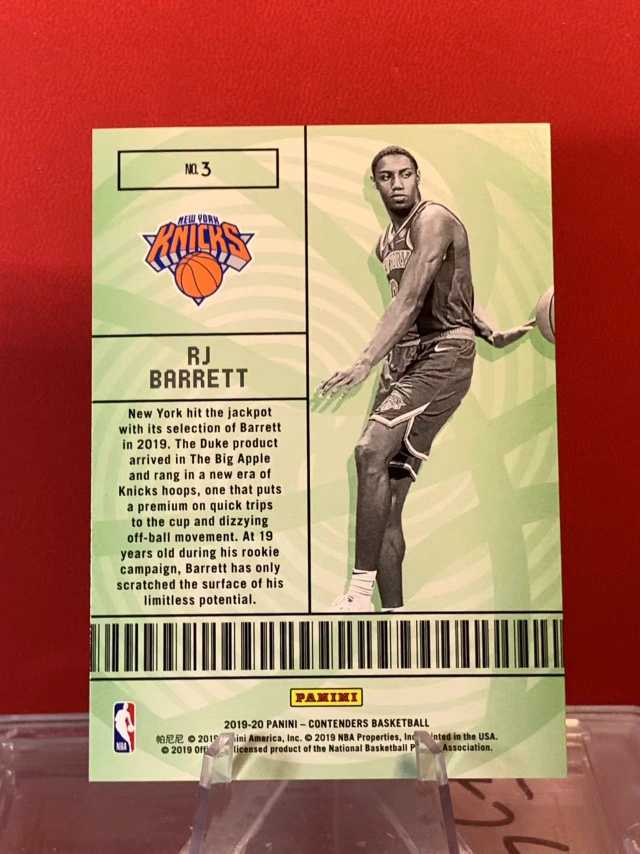 NO. 3
NEW YORK
KNICKS
RJ
BARRETT
New York hit the jackpot
with its selection of Barrett
in 2019. The Duke product
arrived in The Big Apple
and rang in a new era of
Knicks hoops, one that puts
a premium on quick trips
to the cup and dizzying
off-ball movement. At 19
years old during his rookie
campaign, Barrett has only
scratched the surface of his
limitless potential.
PANINI
2019-20 PANINI – CONTENDERS BASKETBALL
帕尼尼 © 2019 America, Inc. © 2019 NBA Properties, Inc. in the USA.
© 2019 licensed product of the National Basketball Association.
NBA